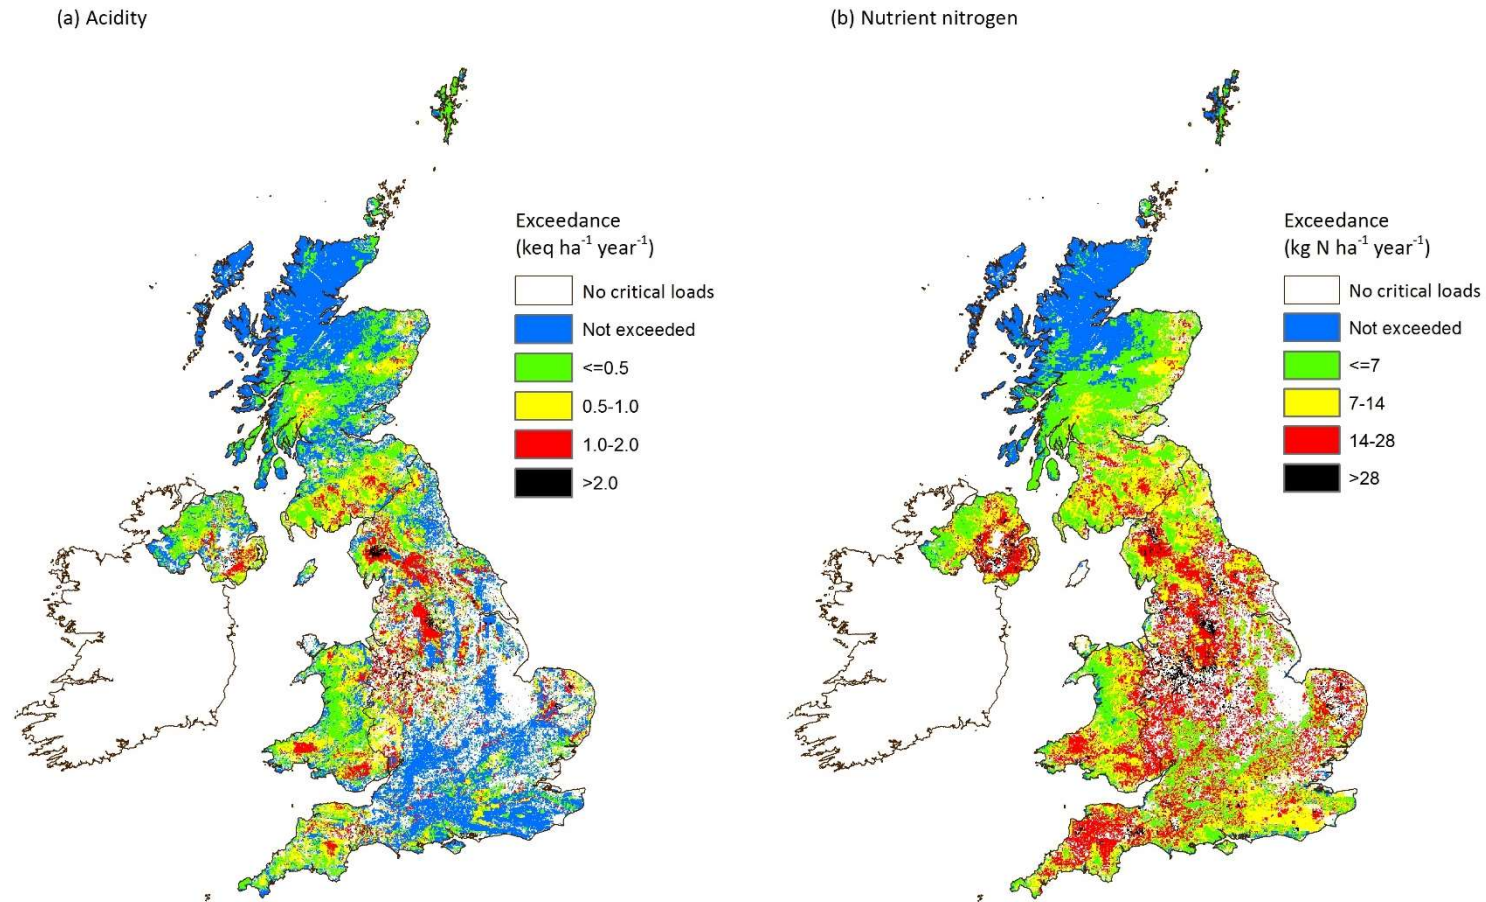 (a) Acidity
(b) Nutrient nitrogen
Exceedance
(keq ha⁻¹ year⁻¹)
No critical loads
Not exceeded
<=0.5
0.5-1.0
1.0-2.0
>2.0
Exceedance
(kg N ha⁻¹ year⁻¹)
No critical loads
Not exceeded
<=7
7-14
14-28
>28